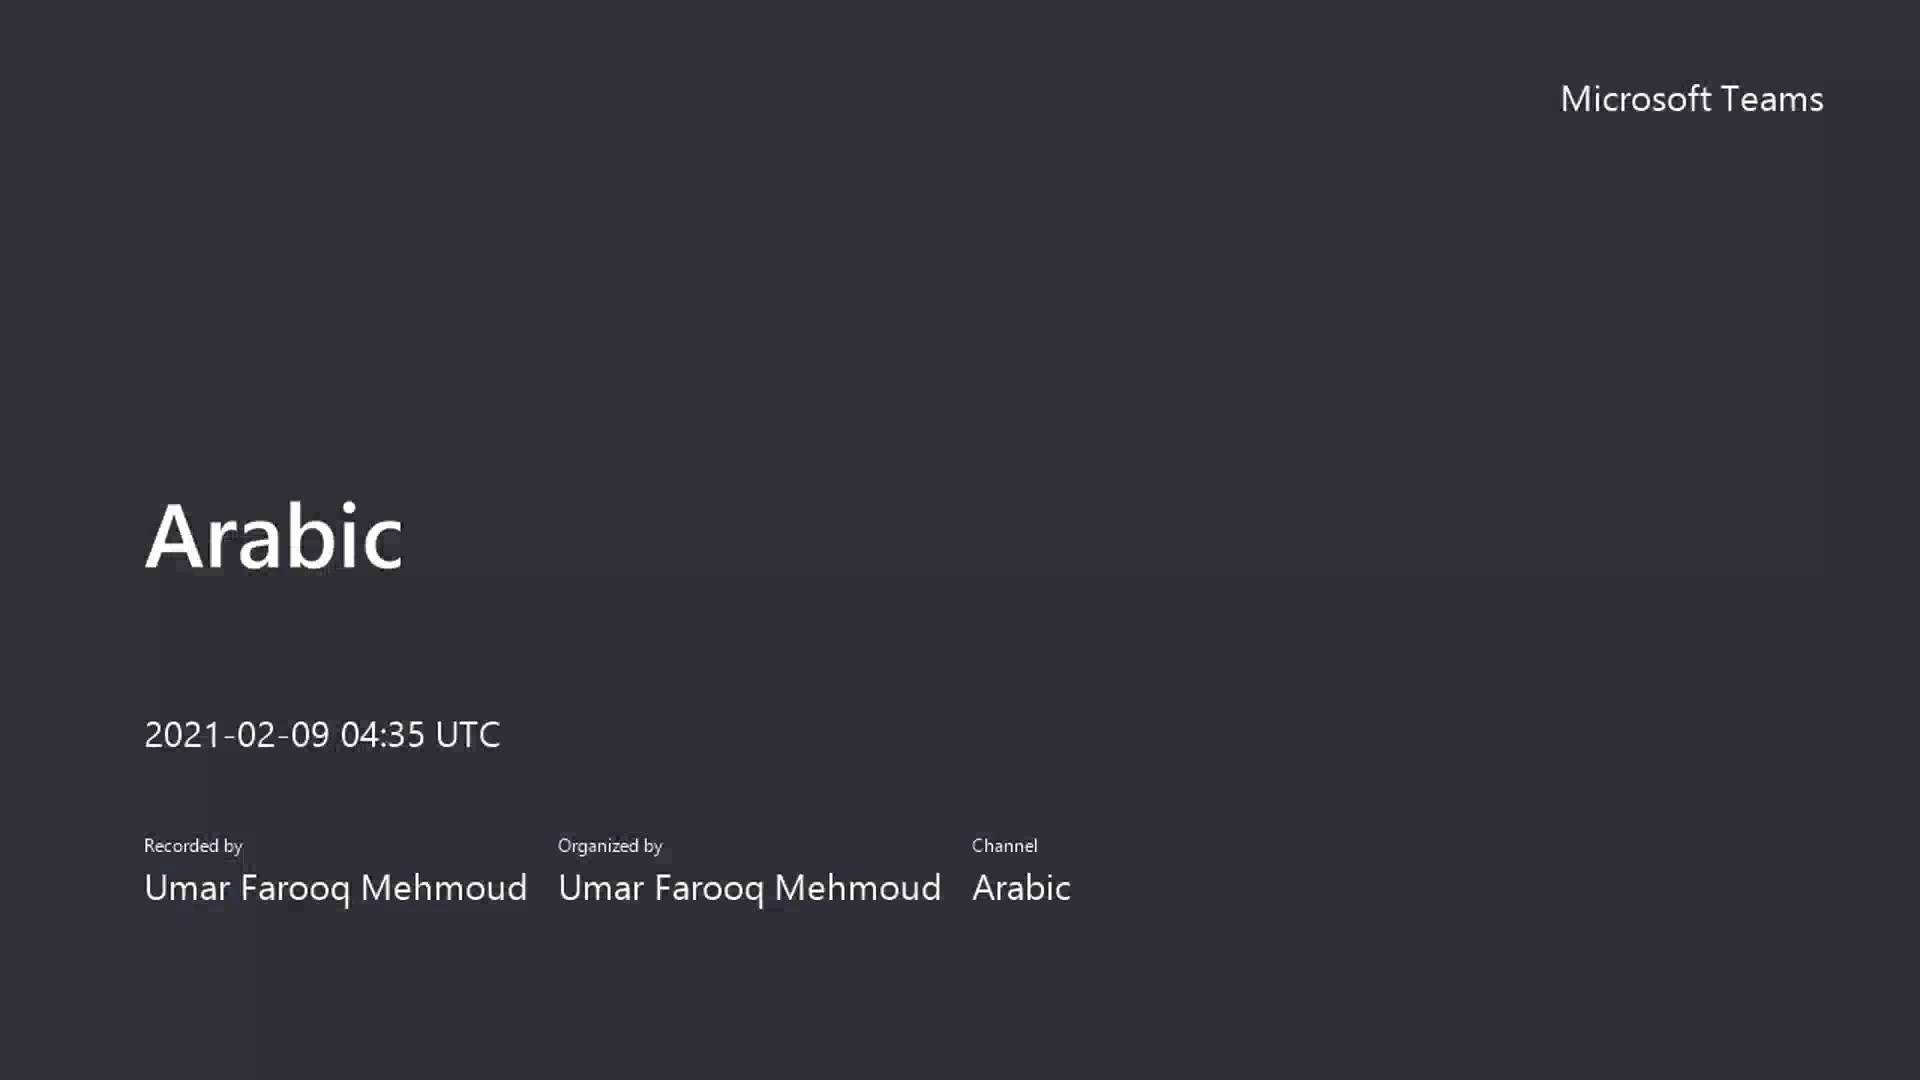 Microsoft Teams
Arabic
2021-02-09 04:35 UTC
Recorded by Organized by Channel
Umar Farooq Mehmoud Umar Farooq Mehmoud Arabic